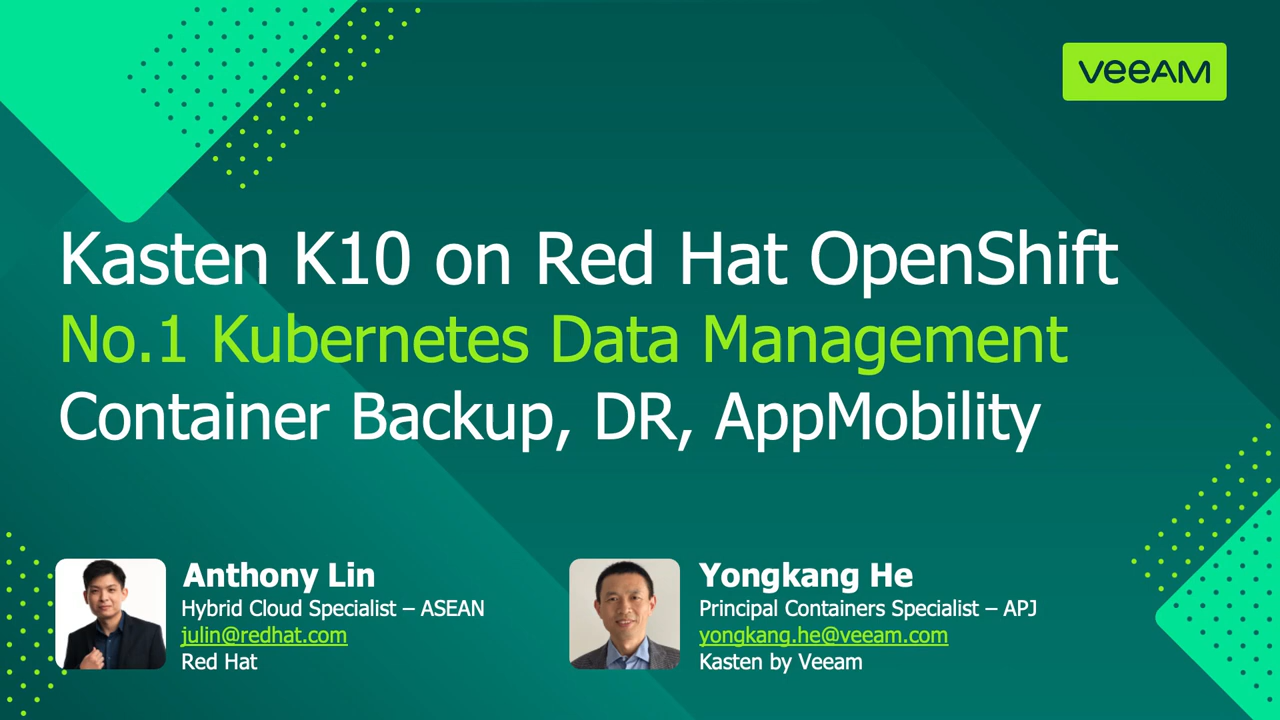 veeAM
Kasten K10 on Red Hat OpenShift
No.1 Kubernetes Data Management
Container Backup, DR, AppMobility
Anthony Lin
Hybrid Cloud Specialist – ASEAN
julin@redhat.com
Red Hat
Yongkang He
Principal Containers Specialist – APJ
yongkang.he@veeam.com
Kasten by Veeam